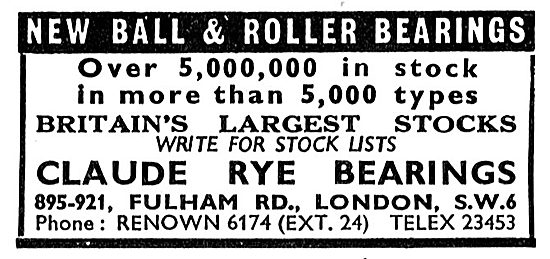 NEW BALL & ROLLER BEARINGS
Over 5,000,000 in stock
in more than 5,000 types
BRITAIN'S LARGEST STOCKS
WRITE FOR STOCK LISTS
CLAUDE RYE BEARINGS
895-921, FULHAM RD., LONDON, S.W.6
Phone: RENOWN 6174 (EXT. 24) TELEX 23453